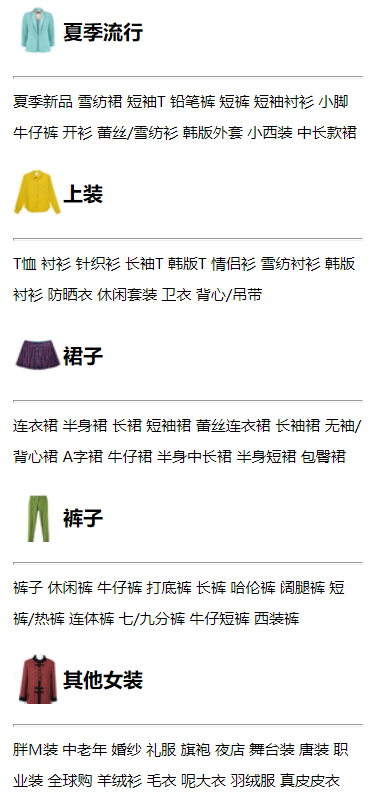 夏季流行
夏季新品 雪纺裙 短袖T 铅笔裤 短裤 短袖衬衫 小脚
牛仔裤 开衫 蕾丝/雪纺衫 韩版外套 小西装 中长款裙
上装
T恤 衬衫 针织衫 长袖T 韩版T 情侣衫 雪纺衬衫 韩版
衬衫 防晒衣 休闲套装 卫衣 背心/吊带
裙子
连衣裙 半身裙 长裙 短袖裙 蕾丝连衣裙 长袖裙 无袖/
背心裙 A字裙 牛仔裙 半身中长裙 半身短裙 包臀裙
裤子
裤子 休闲裤 牛仔裤 打底裤 长裤 哈伦裤 阔腿裤 短
裤/热裤 连体裤 七/九分裤 牛仔短裤 西装裤
其他女装
胖M装 中老年 婚纱 礼服 旗袍 夜店 舞台装 唐装 职
业装 全球购 羊绒衫 毛衣 呢大衣 羽绒服 真皮皮衣